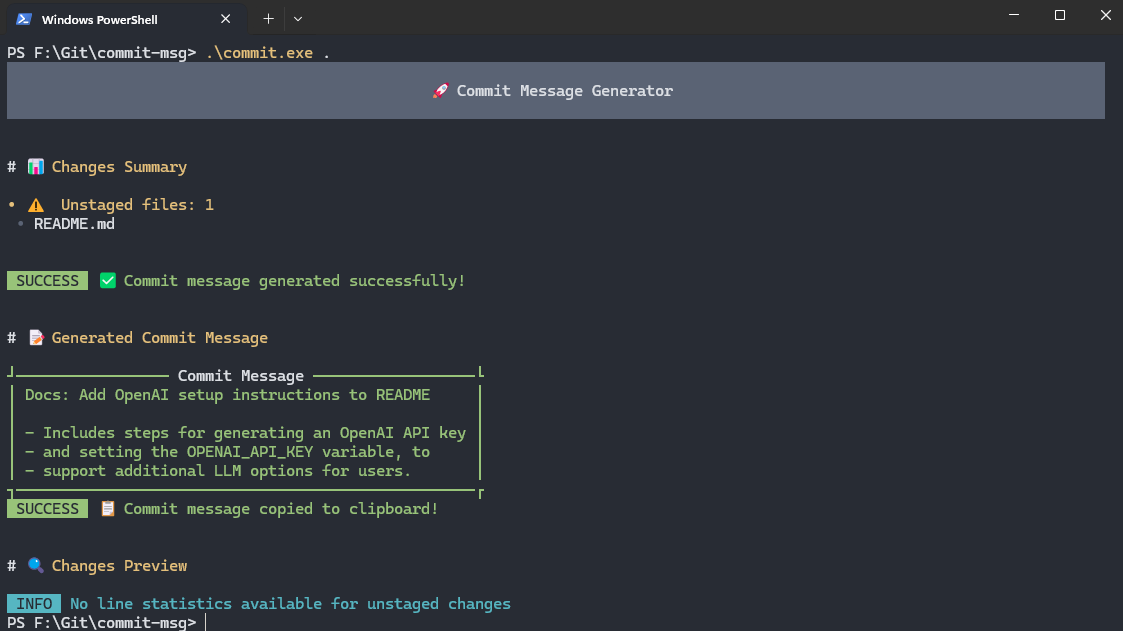 Windows PowerShell
PS F:\Git\commit-msg> .\commit.exe .
🚀 Commit Message Generator
# 📊 Changes Summary
• ⚠️ Unstaged files: 1
• README.md
SUCCESS ✅ Commit message generated successfully!
# 📝 Generated Commit Message
Commit Message
Docs: Add OpenAI setup instructions to README
- Includes steps for generating an OpenAI API key
- and setting the OPENAI_API_KEY variable, to
- support additional LLM options for users.
SUCCESS 📋 Commit message copied to clipboard!
# 🔍 Changes Preview
INFO No line statistics available for unstaged changes
PS F:\Git\commit-msg>